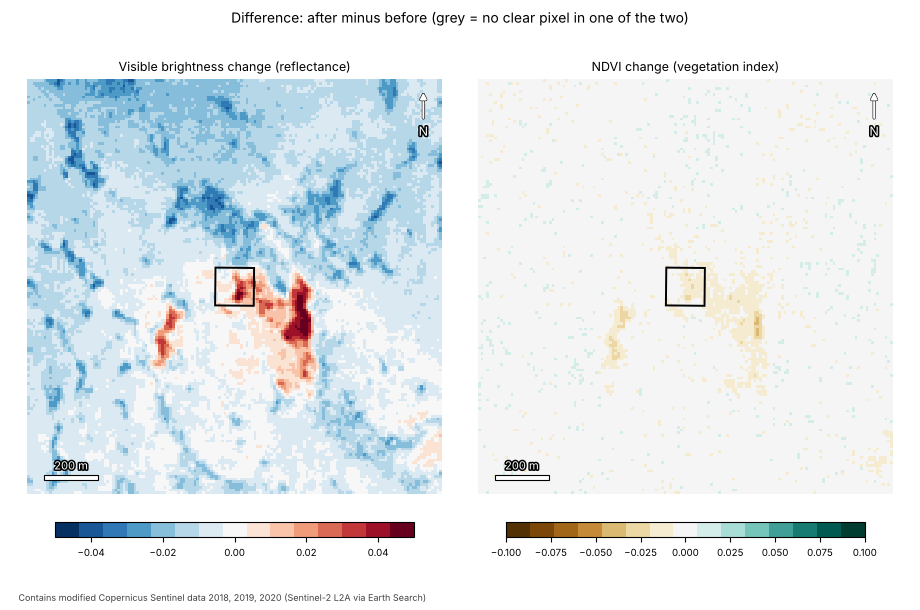 Difference: after minus before (grey = no clear pixel in one of the two)
Visible brightness change (reflectance)
NDVI change (vegetation index)
N
N
200 m
200 m
−0.04 −0.02 0.00 0.02 0.04
−0.100 −0.075 −0.050 −0.025 0.000 0.025 0.050 0.075 0.100
Contains modified Copernicus Sentinel data 2018, 2019, 2020 (Sentinel-2 L2A via Earth Search)